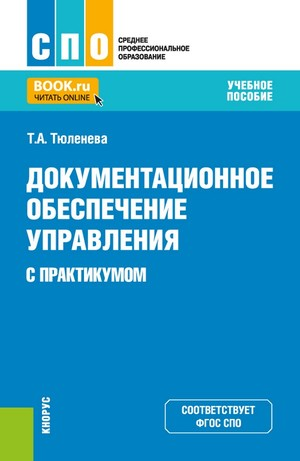 СПО
СРЕДНЕЕ
ПРОФЕССИОНАЛЬНОЕ
ОБРАЗОВАНИЕ
BOOK.ru
ЧИТАТЬ ONLINE
УЧЕБНОЕ
ПОСОБИЕ
Т.А. Тюленева
ДОКУМЕНТАЦИОННОЕ
ОБЕСПЕЧЕНИЕ
УПРАВЛЕНИЯ
С ПРАКТИКУМОМ
КНОРУС
СООТВЕТСТВУЕТ
ФГОС СПО